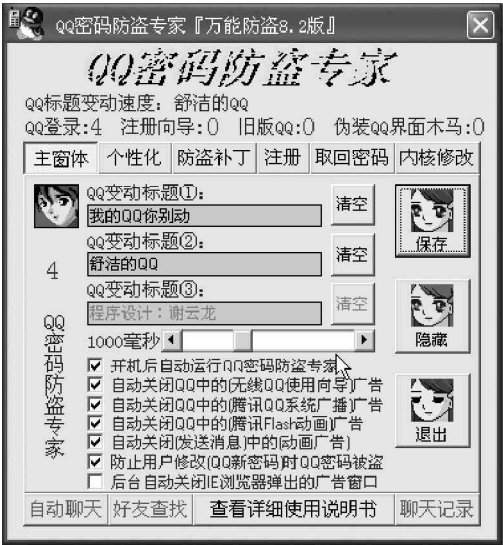 QQ密码防盗专家『万能防盗8.2版』
QQ密码防盗专家
QQ标题变动速度: 舒洁的QQ
QQ登录:4 注册向导:0 旧版QQ:0 伪装QQ界面木马:0
主窗体 个性化 防盗补丁 注册 取回密码 内核修改
QQ变动标题①:
我的QQ你别动 清空
保存
QQ变动标题②:
舒洁的QQ 清空
4
QQ变动标题③:
程序设计:谢云龙 清空
隐藏
QQ密码防盗专家
1000毫秒
开机后自动运行QQ密码防盗专家
自动关闭QQ中的(无线QQ使用向导)广告
自动关闭QQ中的(腾讯QQ系统广播)广告
自动关闭QQ中的(腾讯Flash动画)广告
自动关闭(发送消息)中的(动画广告)
防止用户修改(QQ新密码)时QQ密码被盗
后台自动关闭IE浏览器弹出的广告窗口
退出
自动聊天 好友查找 查看详细使用说明书 聊天记录